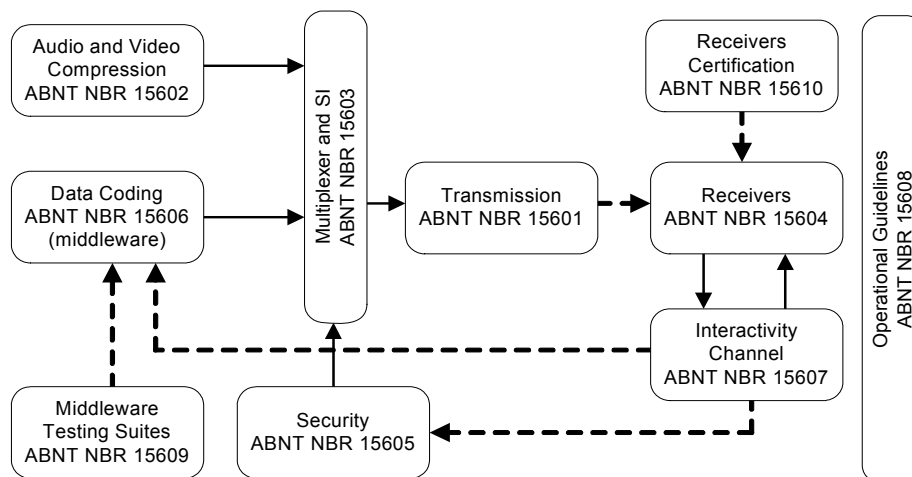 Audio and Video
Compression
ABNT NBR 15602
Multiplexer and SI
ABNT NBR 15603
Receivers
Certification
ABNT NBR 15610
Operational Guidelines
ABNT NBR 15608
Data Coding
ABNT NBR 15606
(middleware)
Transmission
ABNT NBR 15601
Receivers
ABNT NBR 15604
Interactivity
Channel
ABNT NBR 15607
Middleware
Testing Suites
ABNT NBR 15609
Security
ABNT NBR 15605